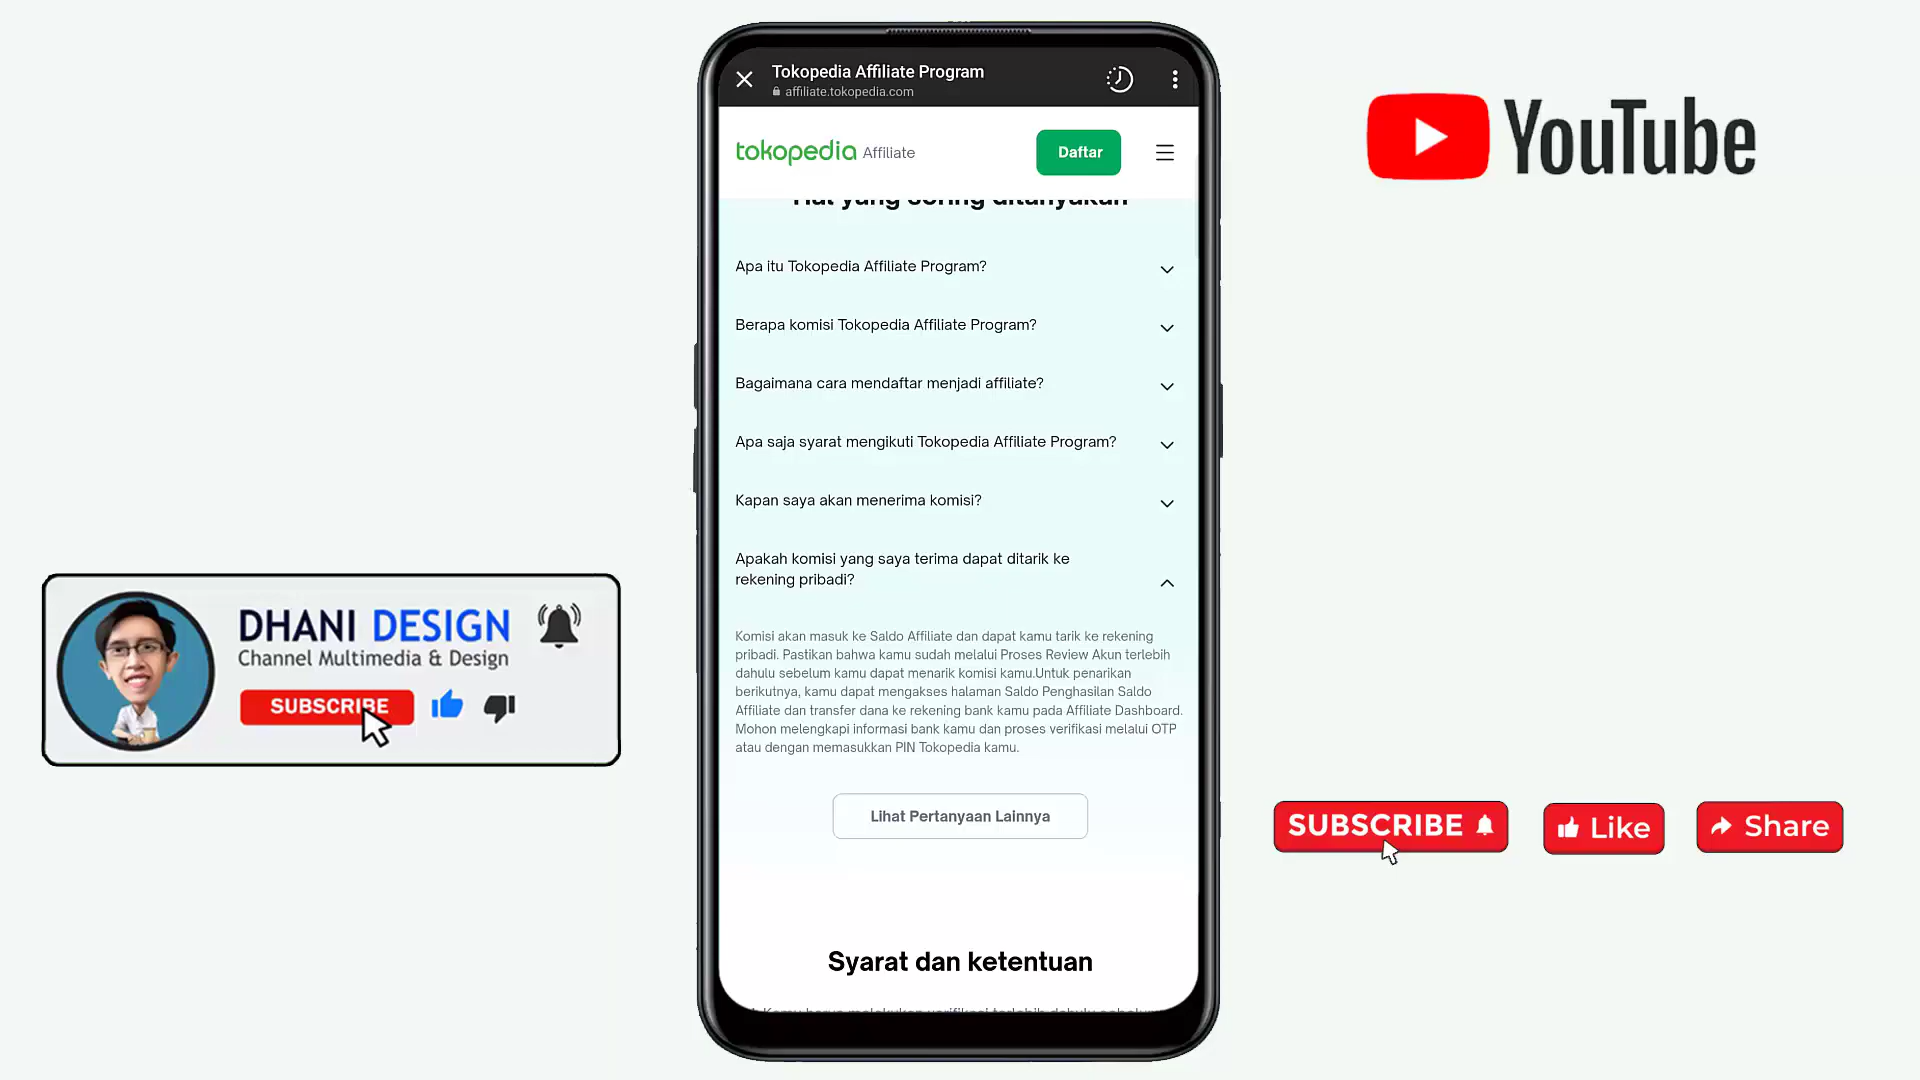 Tokopedia Affiliate Program
affiliate.tokopedia.com
tokopedia Affiliate
Daftar
Hal yang sering ditanyakan
Apa itu Tokopedia Affiliate Program?
Berapa komisi Tokopedia Affiliate Program?
Bagaimana cara mendaftar menjadi affiliate?
Apa saja syarat mengikuti Tokopedia Affiliate Program?
Kapan saya akan menerima komisi?
Apakah komisi yang saya terima dapat ditarik ke
rekening pribadi?
Komisi akan masuk ke Saldo Affiliate dan dapat kamu tarik ke rekening
pribadi. Pastikan bahwa kamu sudah melalui Proses Review Akun terlebih
dahulu sebelum kamu dapat menarik komisi kamu.Untuk penarikan
berikutnya, kamu dapat mengakses halaman Saldo Penghasilan Saldo
Affiliate dan transfer dana ke rekening bank kamu pada Affiliate Dashboard.
Mohon melengkapi informasi bank kamu dan proses verifikasi melalui OTP
atau dengan memasukkan PIN Tokopedia kamu.
Lihat Pertanyaan Lainnya
Syarat dan ketentuan
YouTube
DHANI DESIGN
Channel Multimedia & Design
SUBSCRIBE
SUBSCRIBE
Like
Share